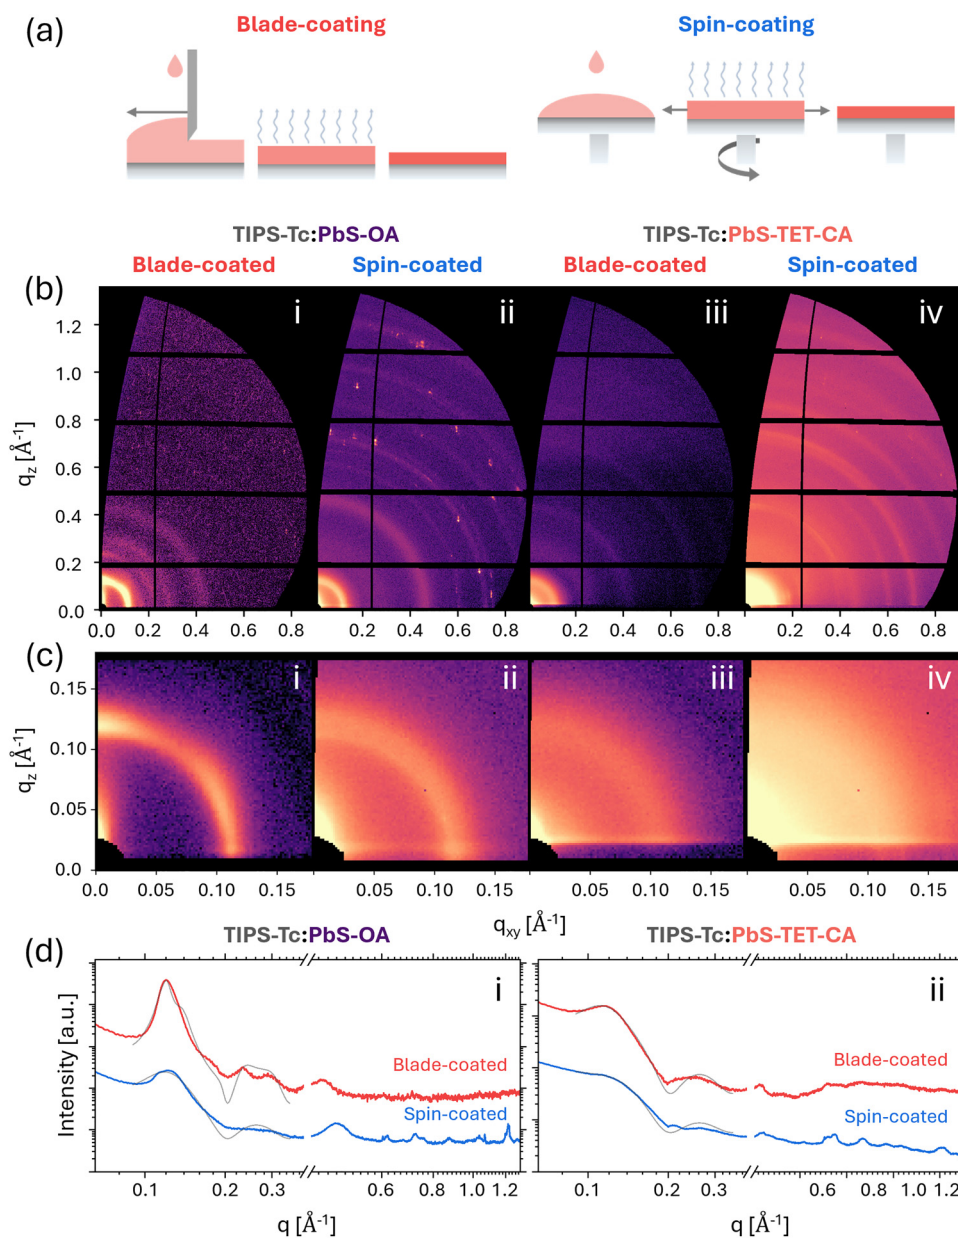 (a)
Blade-coating
Spin-coating
TIPS-Tc:PbS-OA
TIPS-Tc:PbS-TET-CA
Blade-coated
Spin-coated
Blade-coated
Spin-coated
(b)
i
ii
iii
iv
qz [Å-1]
1.2
1.0
0.8
0.6
0.4
0.2
0.0
0.0 0.2 0.4 0.6 0.8
0.2 0.4 0.6 0.8
0.2 0.4 0.6 0.8
0.2 0.4 0.6 0.8
(c)
i
ii
iii
iv
qz [Å-1]
0.15
0.10
0.05
0.0
0.0 0.05 0.10 0.15
0.05 0.10 0.15
0.05 0.10 0.15
0.05 0.10 0.15
qxy [Å-1]
TIPS-Tc:PbS-OA
TIPS-Tc:PbS-TET-CA
(d)
i
ii
Intensity [a.u.]
Blade-coated
Spin-coated
Blade-coated
Spin-coated
0.1 0.2 0.3 0.6 0.8 1.0 1.2
0.1 0.2 0.3 0.6 0.8 1.0 1.2
q [Å-1]
q [Å-1]